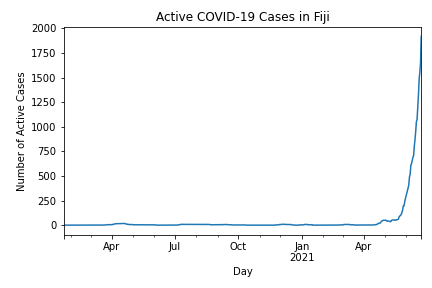 Active COVID-19 Cases in Fiji
2000
1750
1500
1250
1000
750
500
250
0
Number of Active Cases
Apr
Jul
Oct
Jan
2021
Apr
Day